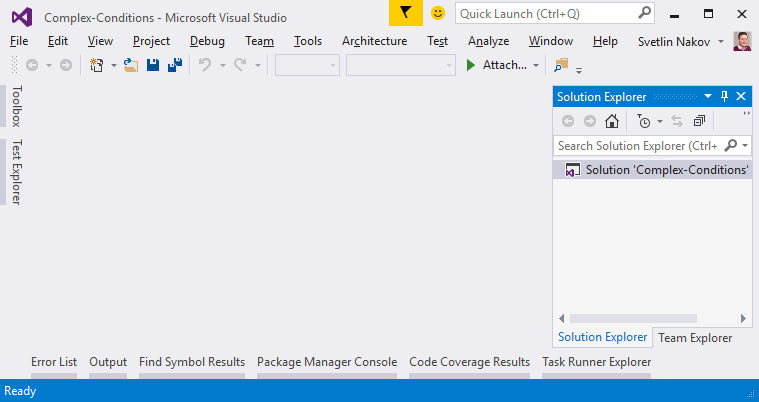 Complex-Conditions - Microsoft Visual Studio
Quick Launch (Ctrl+Q)
File Edit View Project Debug Team Tools Architecture Test Analyze Window Help Svetlin Nakov
Attach...
Toolbox
Test Explorer
Solution Explorer
Search Solution Explorer (Ctrl+
Solution 'Complex-Conditions'
Solution Explorer Team Explorer
Error List Output Find Symbol Results Package Manager Console Code Coverage Results Task Runner Explorer
Ready